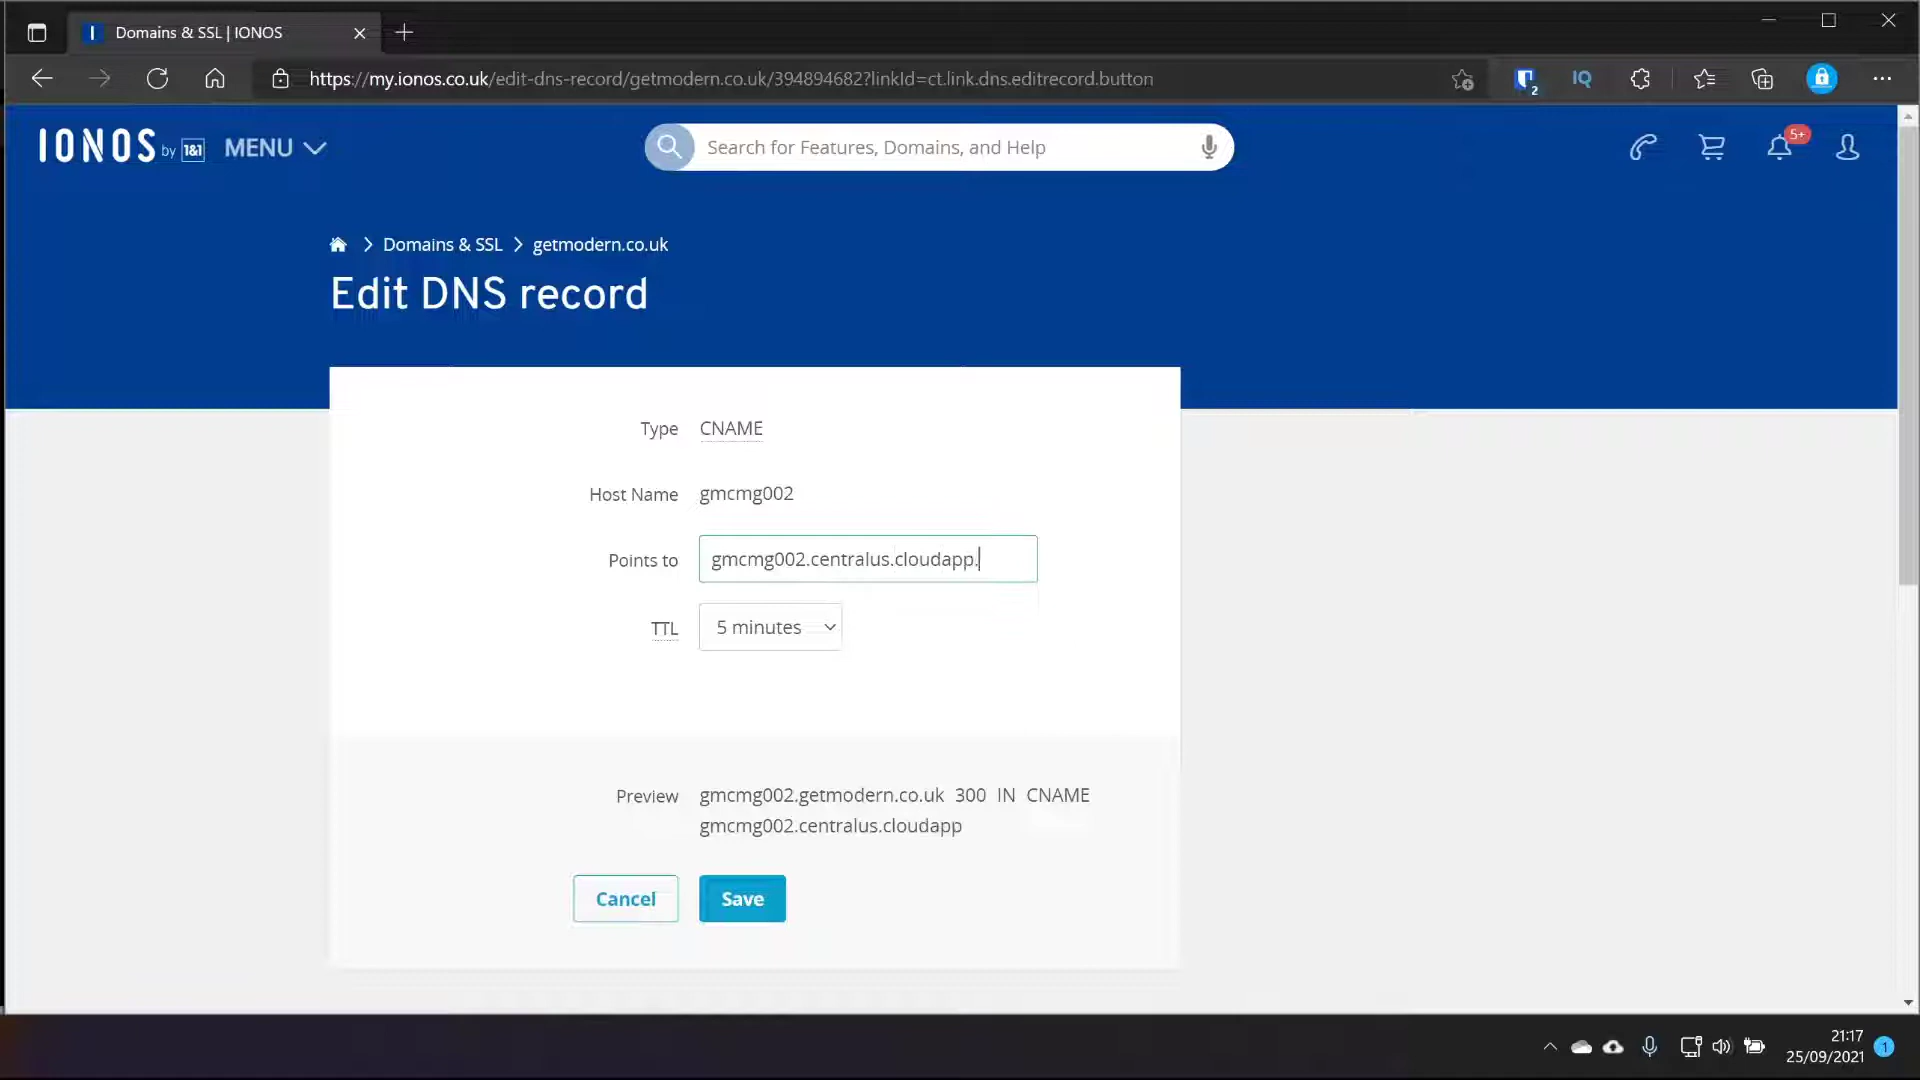 Domains & SSL | IONOS
https://my.ionos.co.uk/edit-dns-record/getmodern.co.uk/394894682?linkId=ct.link.dns.editrecord.button
2
IQ
IONOS by 1&1 MENU
Search for Features, Domains, and Help
5+
Domains & SSL > getmodern.co.uk
Edit DNS record
Type CNAME
Host Name gmcmg002
Points to gmcmg002.centralus.cloudapp.
TTL 5 minutes
Preview gmcmg002.getmodern.co.uk 300 IN CNAME
gmcmg002.centralus.cloudapp
Cancel Save
21:17
25/09/2021
1